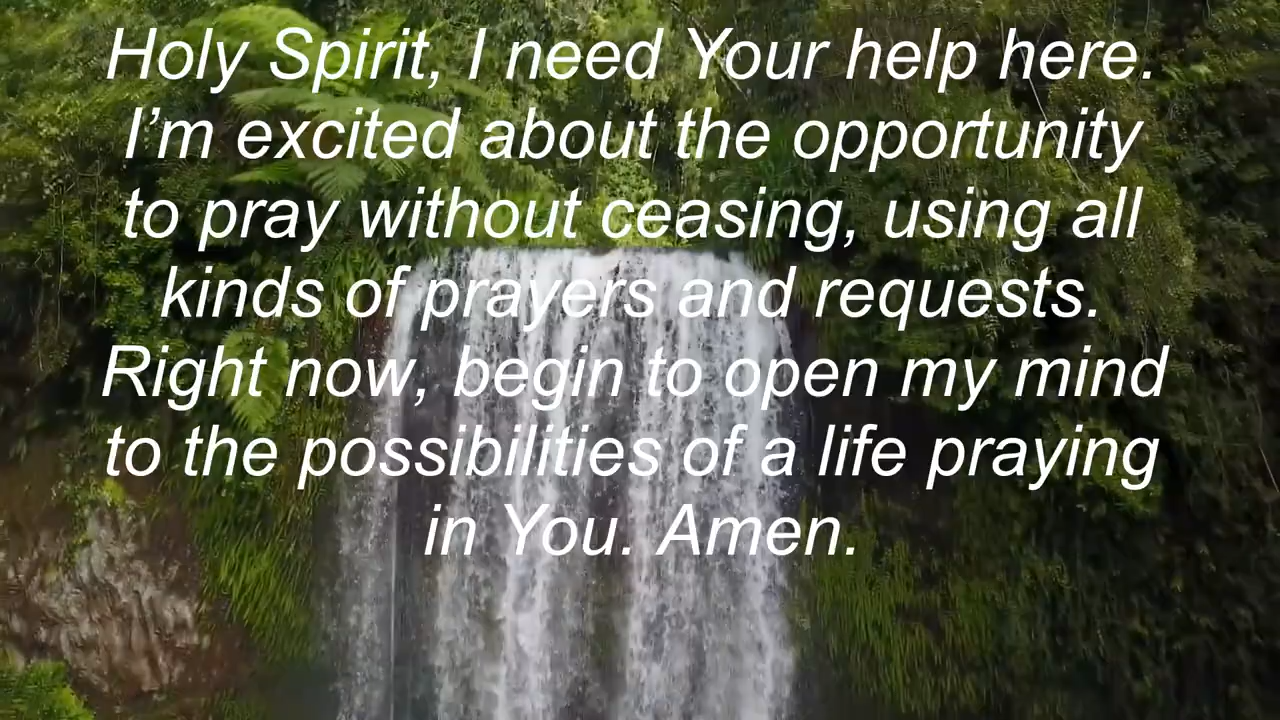 Holy Spirit, I need Your help here.
I’m excited about the opportunity
to pray without ceasing, using all
kinds of prayers and requests.
Right now, begin to open my mind
to the possibilities of a life praying
in You. Amen.